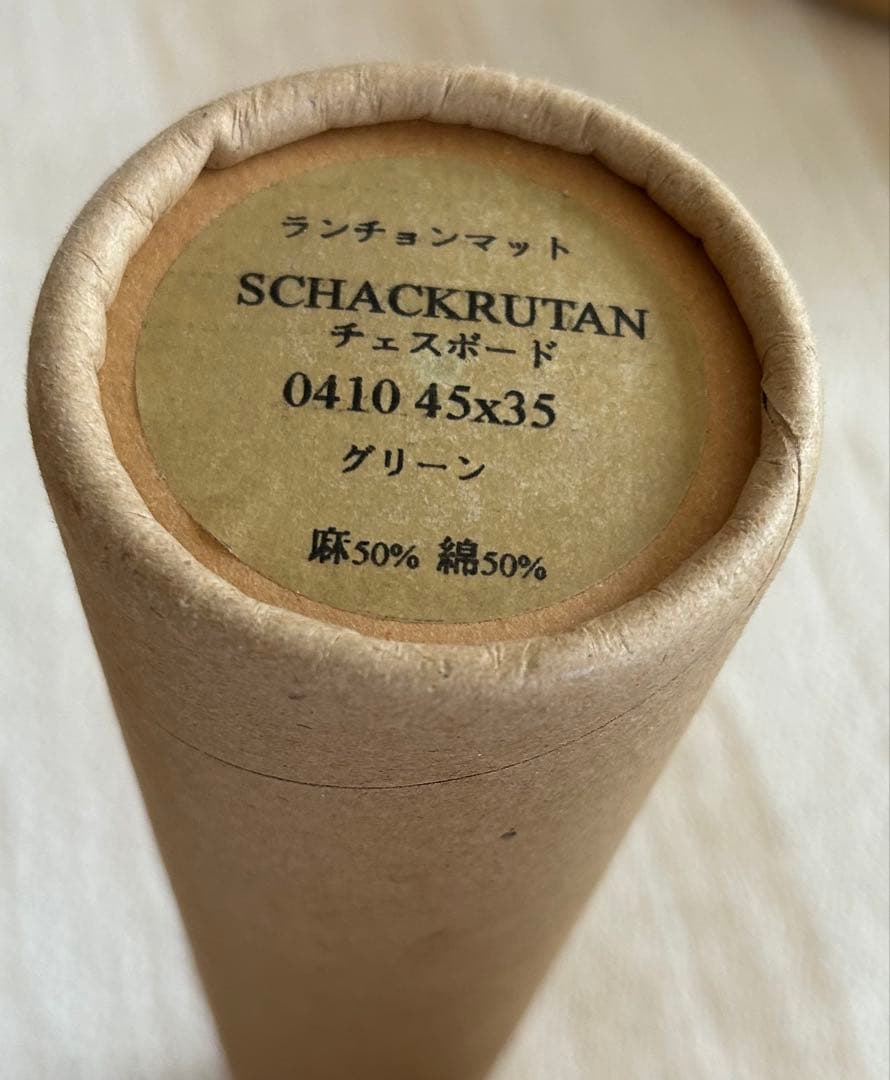 ランチョンマット
SCHACKRUTAN
チェスボード
0410 45x35
グリーン
麻50% 綿50%